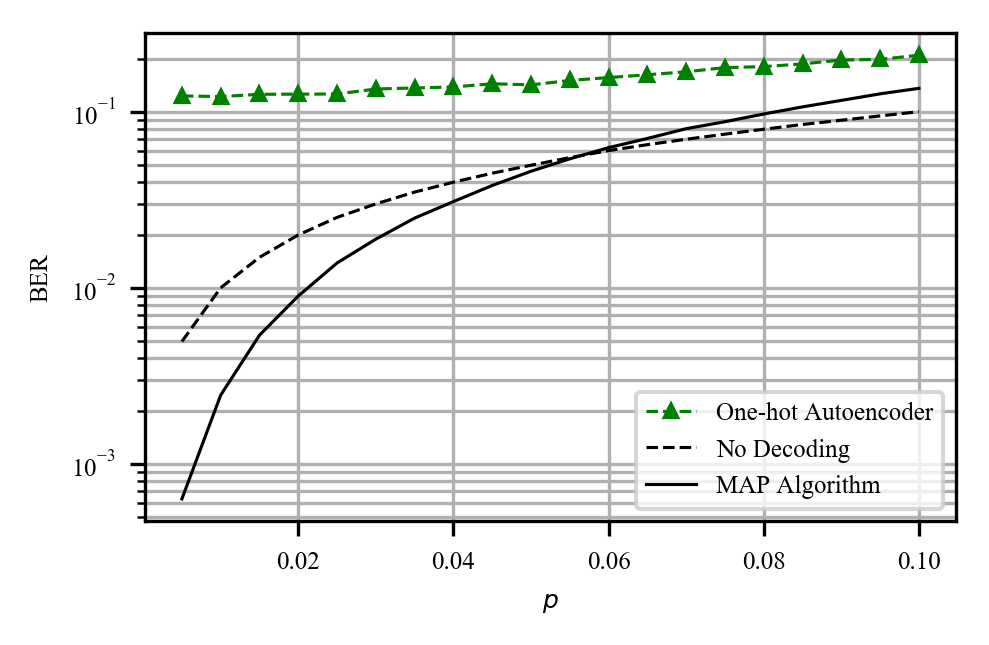 10⁻¹
10⁻²
10⁻³
BER
One-hot Autoencoder
No Decoding
MAP Algorithm
0.02 0.04 0.06 0.08 0.10
p